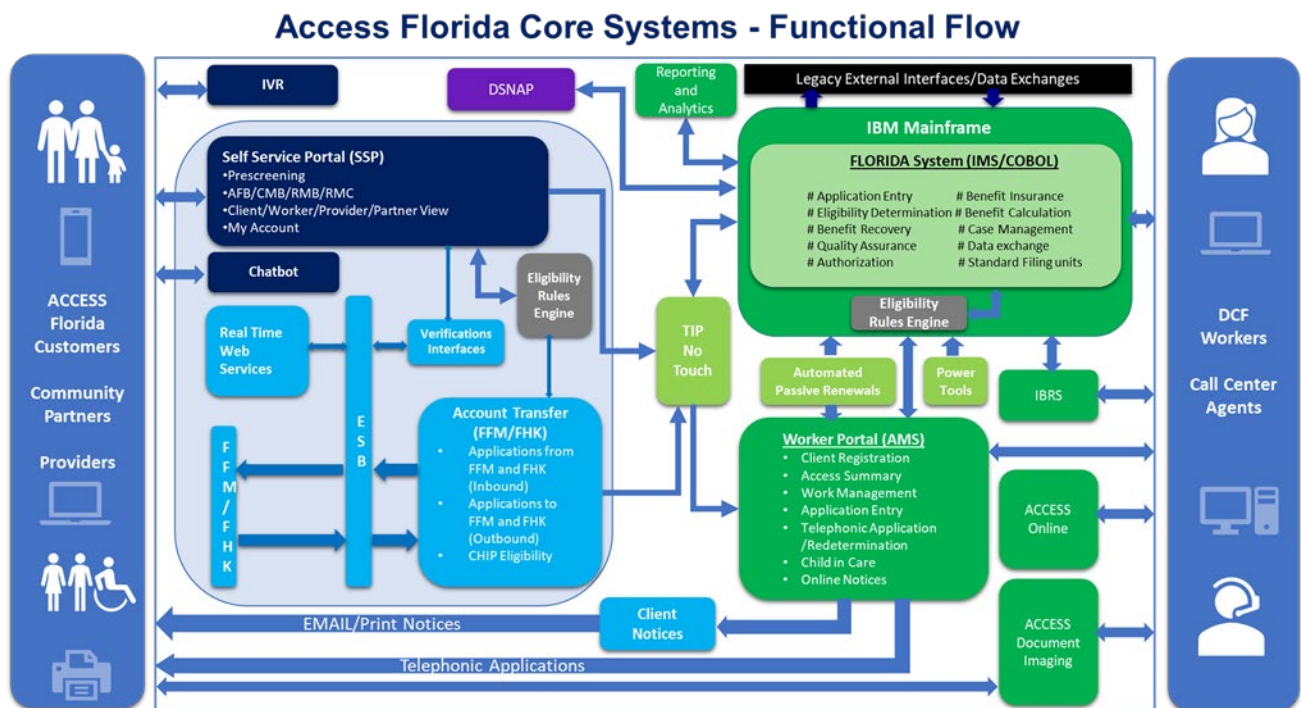 Access Florida Core Systems - Functional Flow
ACCESS
Florida
Customers
Community
Partners
Providers
IVR
DSNAP
Reporting
and
Analytics
Legacy External Interfaces/Data Exchanges
Self Service Portal (SSP)
•Prescreening
•AFB/CMB/RMB/RMC
•Client/Worker/Provider/Partner View
•My Account
Chatbot
Eligibility
Rules
Engine
Real Time
Web
Services
Verifications
Interfaces
E
S
B
F
F
M
/
F
H
K
Account Transfer
(FFM/FHK)
• Applications from
FFM and FHK
(Inbound)
• Applications to
FFM and FHK
(Outbound)
• CHIP Eligibility
TIP
No
Touch
IBM Mainframe
FLORIDA System (IMS/COBOL)
# Application Entry
# Eligibility Determination
# Benefit Recovery
# Quality Assurance
# Authorization
# Benefit Insurance
# Benefit Calculation
# Case Management
# Data exchange
# Standard Filing units
Eligibility
Rules Engine
Automated
Passive Renewals
Power
Tools
IBRS
Worker Portal (AMS)
• Client Registration
• Access Summary
• Work Management
• Application Entry
• Telephonic Application
/Redetermination
• Child in Care
• Online Notices
ACCESS
Online
ACCESS
Document
Imaging
Client
Notices
EMAIL/Print Notices
Telephonic Applications
DCF
Workers
Call Center
Agents